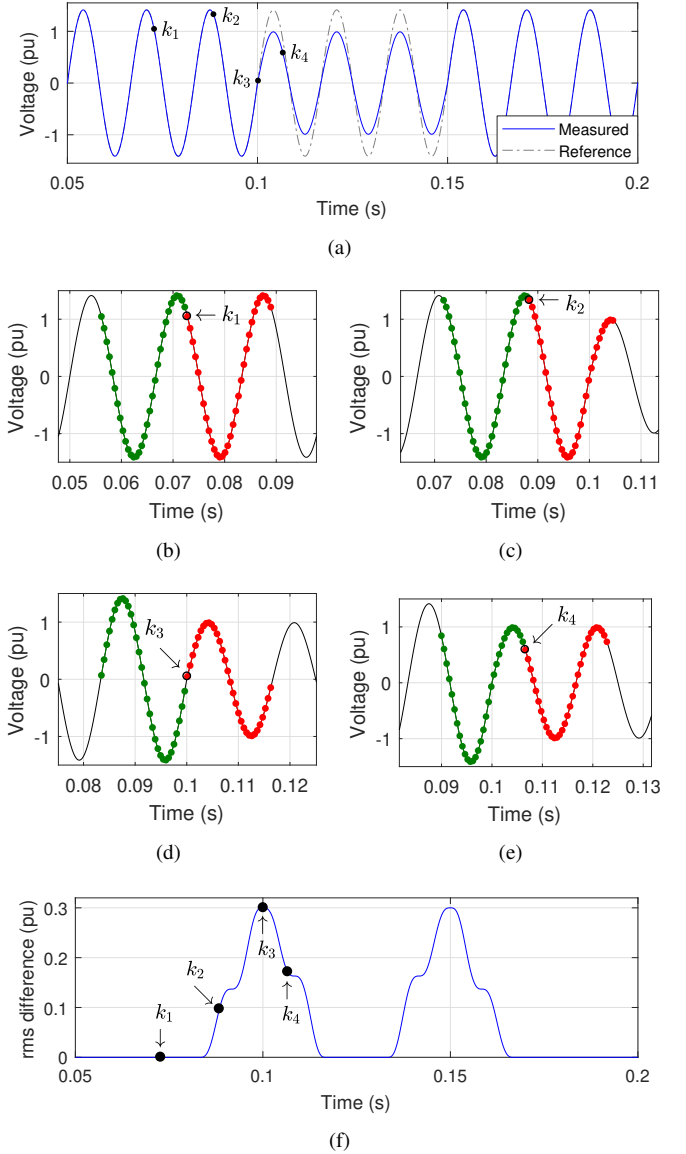 1
0
-1
Voltage (pu)
k1
k2
k3
k4
Measured
Reference
0.05
0.1
0.15
0.2
Time (s)
(a)
1
0
-1
Voltage (pu)
← k1
0.05 0.06 0.07 0.08 0.09
Time (s)
(b)
1
0
-1
Voltage (pu)
← k2
0.07 0.08 0.09 0.1 0.11
Time (s)
(c)
1
0
-1
Voltage (pu)
k3
0.08 0.09 0.1 0.11 0.12
Time (s)
(d)
1
0
-1
Voltage (pu)
k4
0.09 0.1 0.11 0.12 0.13
Time (s)
(e)
0.3
0.2
0.1
0
rms difference (pu)
k1
k2
k3
k4
0.05 0.1 0.15 0.2
Time (s)
(f)